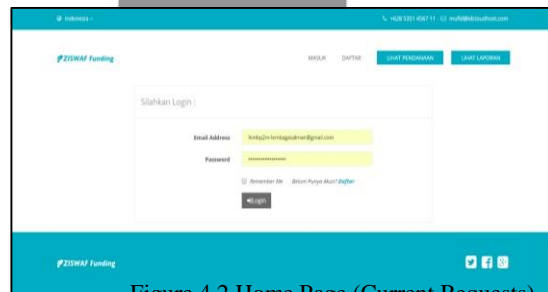 Indonesia
+628 5351 4567 11 mufid@idcloudhost.com
ZISWAF Funding
MASUK DAFTAR LIHAT PENDANAAN LIHAT LAPORAN
Silahkan Login :
Email Address
Password ****************
Remember Me Belum Punya Akun? Daftar
Login
ZISWAF Funding
Figure 4.2 Home Page (Current Requests)